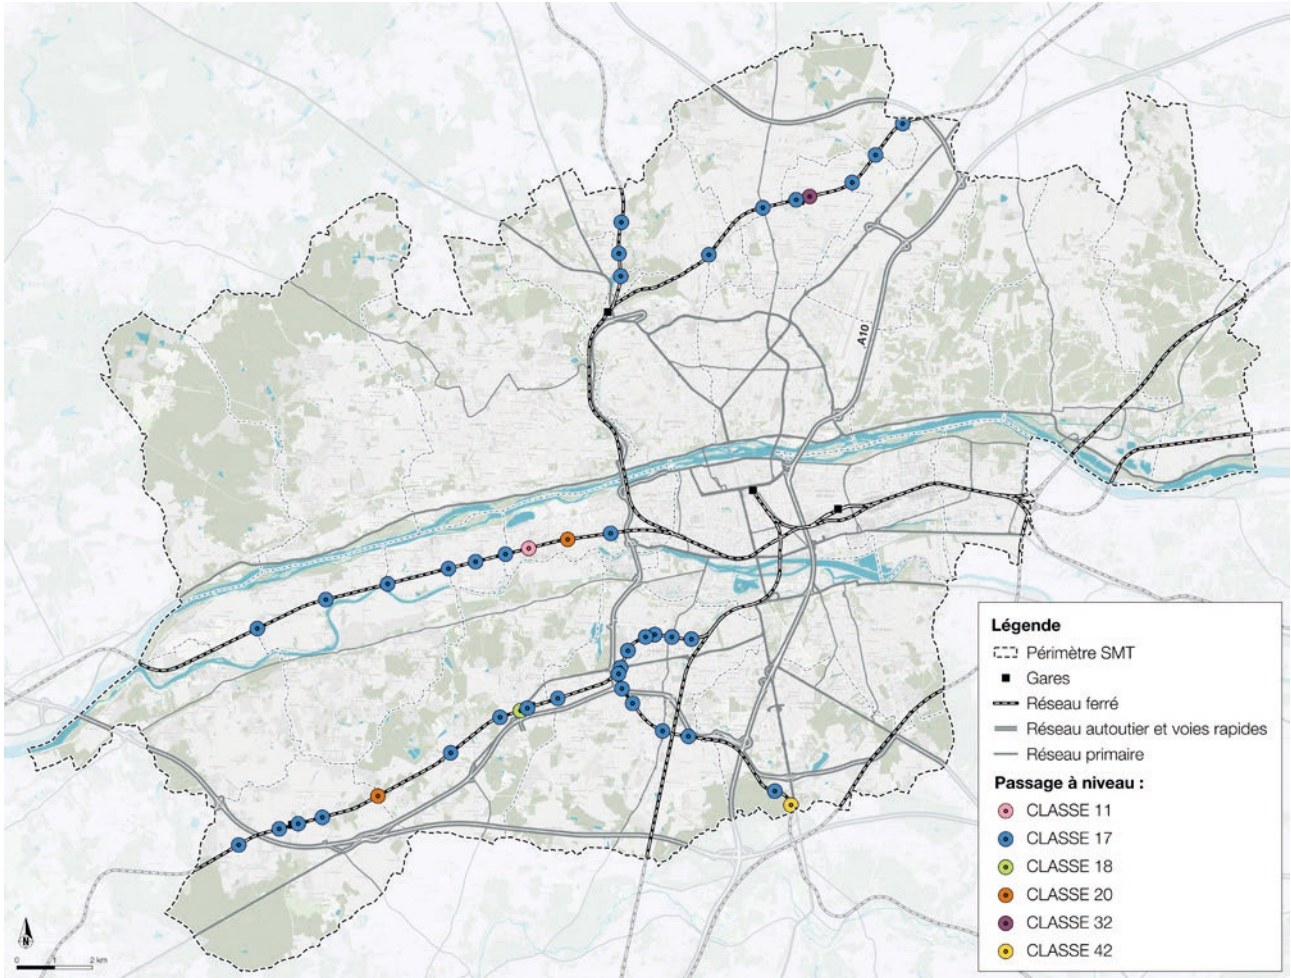 A10
Légende
Périmètre SMT
Gares
Réseau ferré
Réseau autoutier et voies rapides
Réseau primaire
Passage à niveau :
CLASSE 11
CLASSE 17
CLASSE 18
CLASSE 20
CLASSE 32
CLASSE 42
N
0 1 2 km